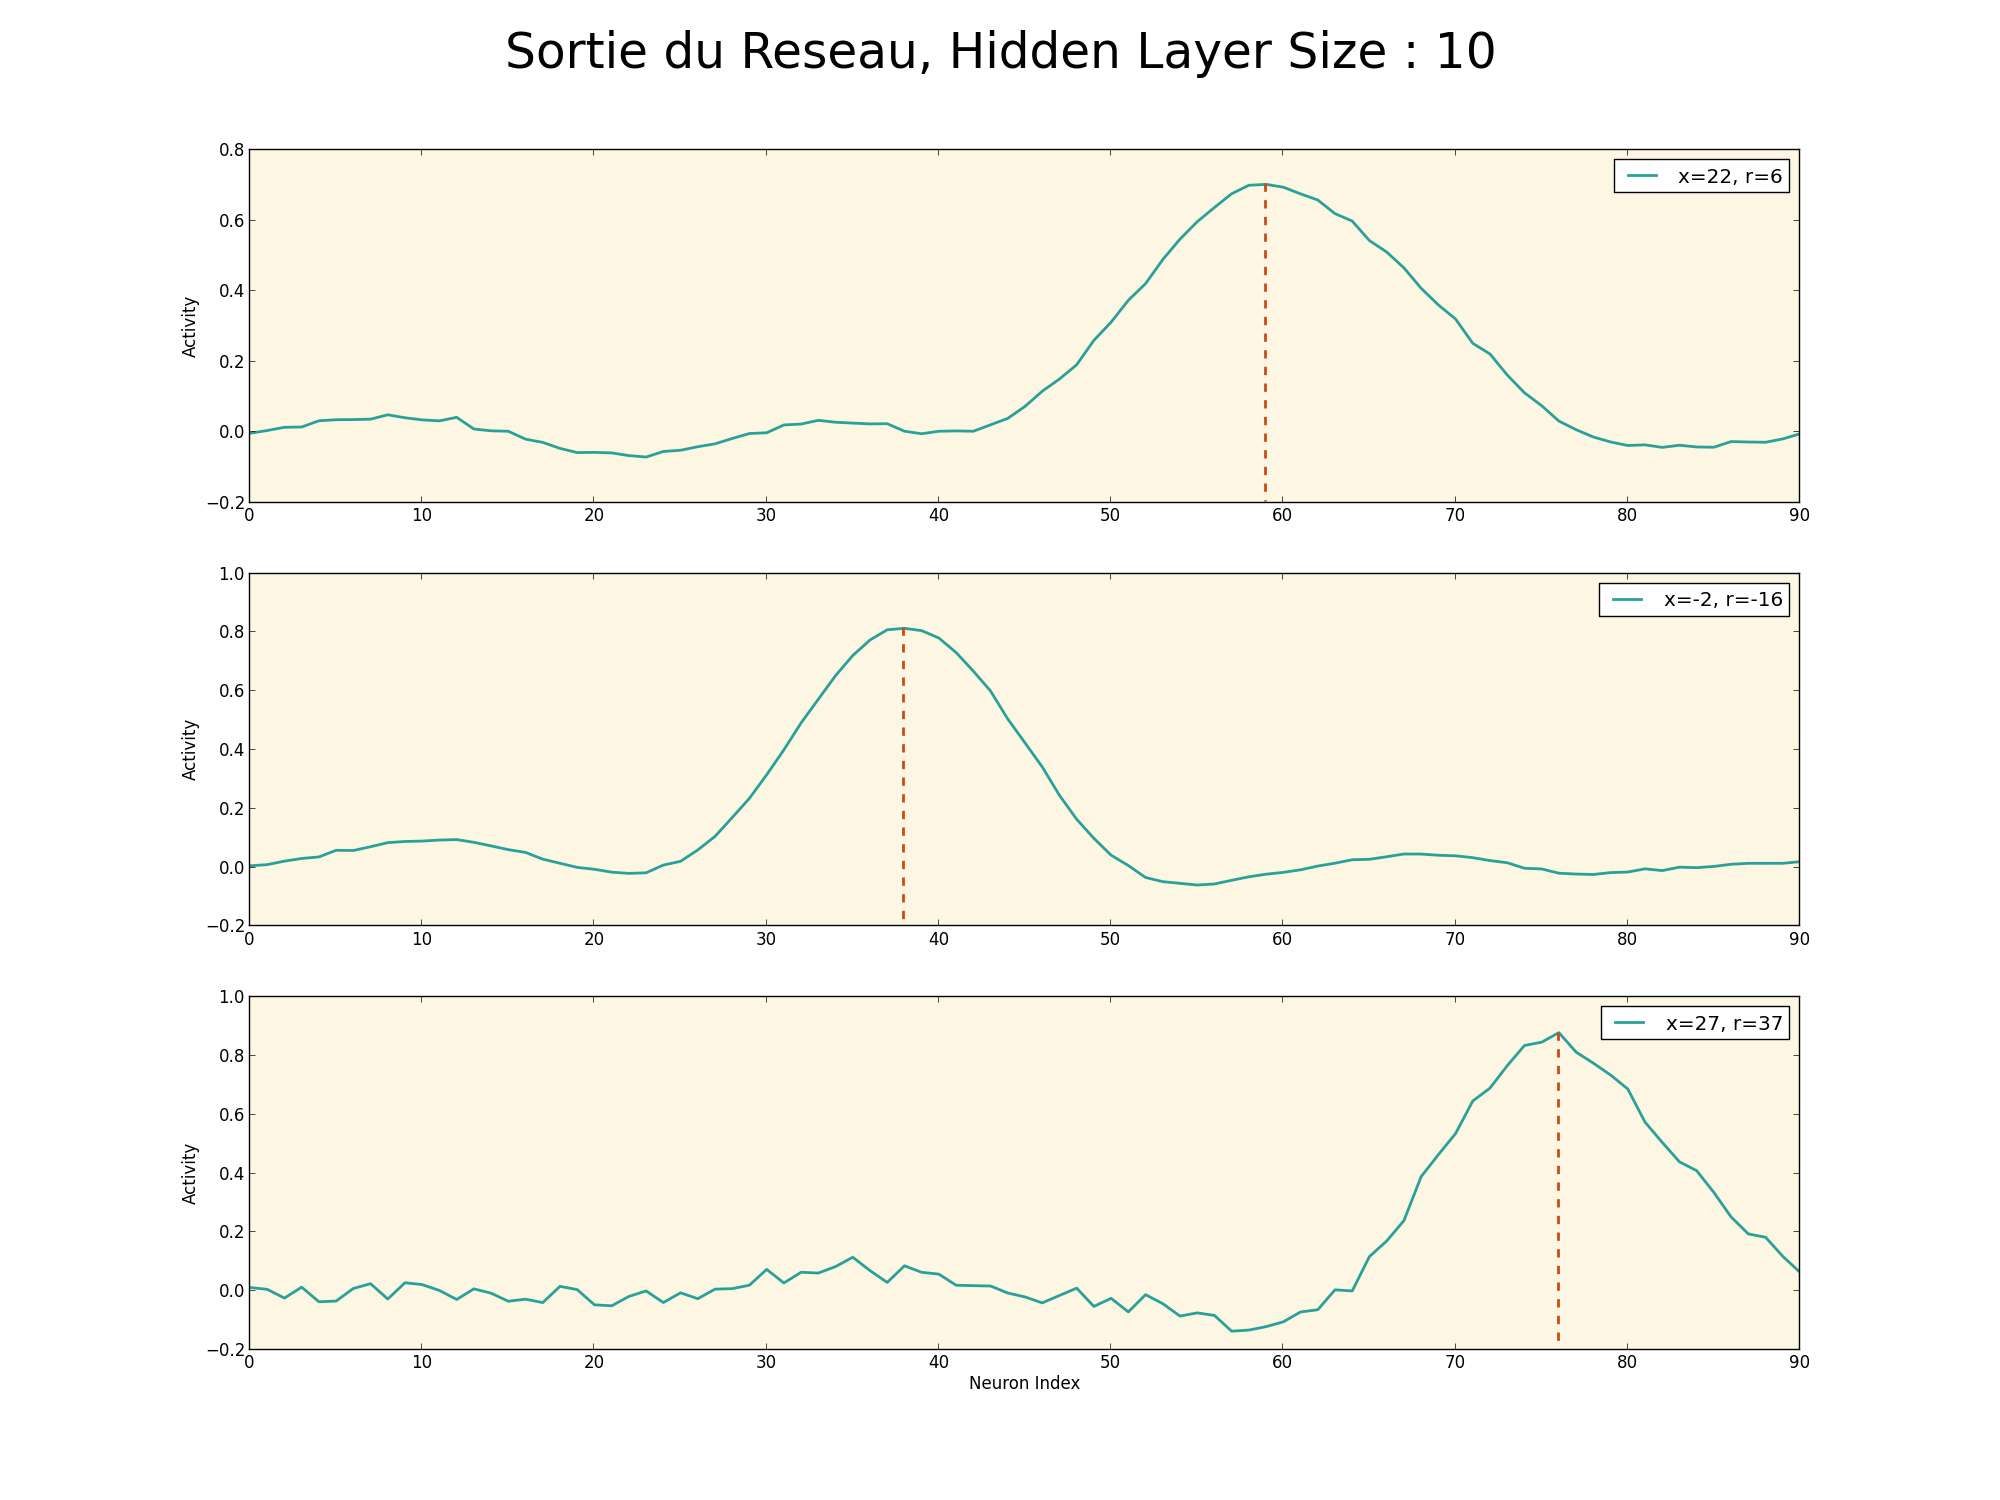 Sortie du Reseau, Hidden Layer Size : 10
0.8
0.6
0.4
0.2
0.0
−0.2
Activity
x=22, r=6
0 10 20 30 40 50 60 70 80 90
1.0
0.8
0.6
0.4
0.2
0.0
−0.2
Activity
x=-2, r=-16
0 10 20 30 40 50 60 70 80 90
1.0
0.8
0.6
0.4
0.2
0.0
−0.2
Activity
x=27, r=37
0 10 20 30 40 50 60 70 80 90
Neuron Index